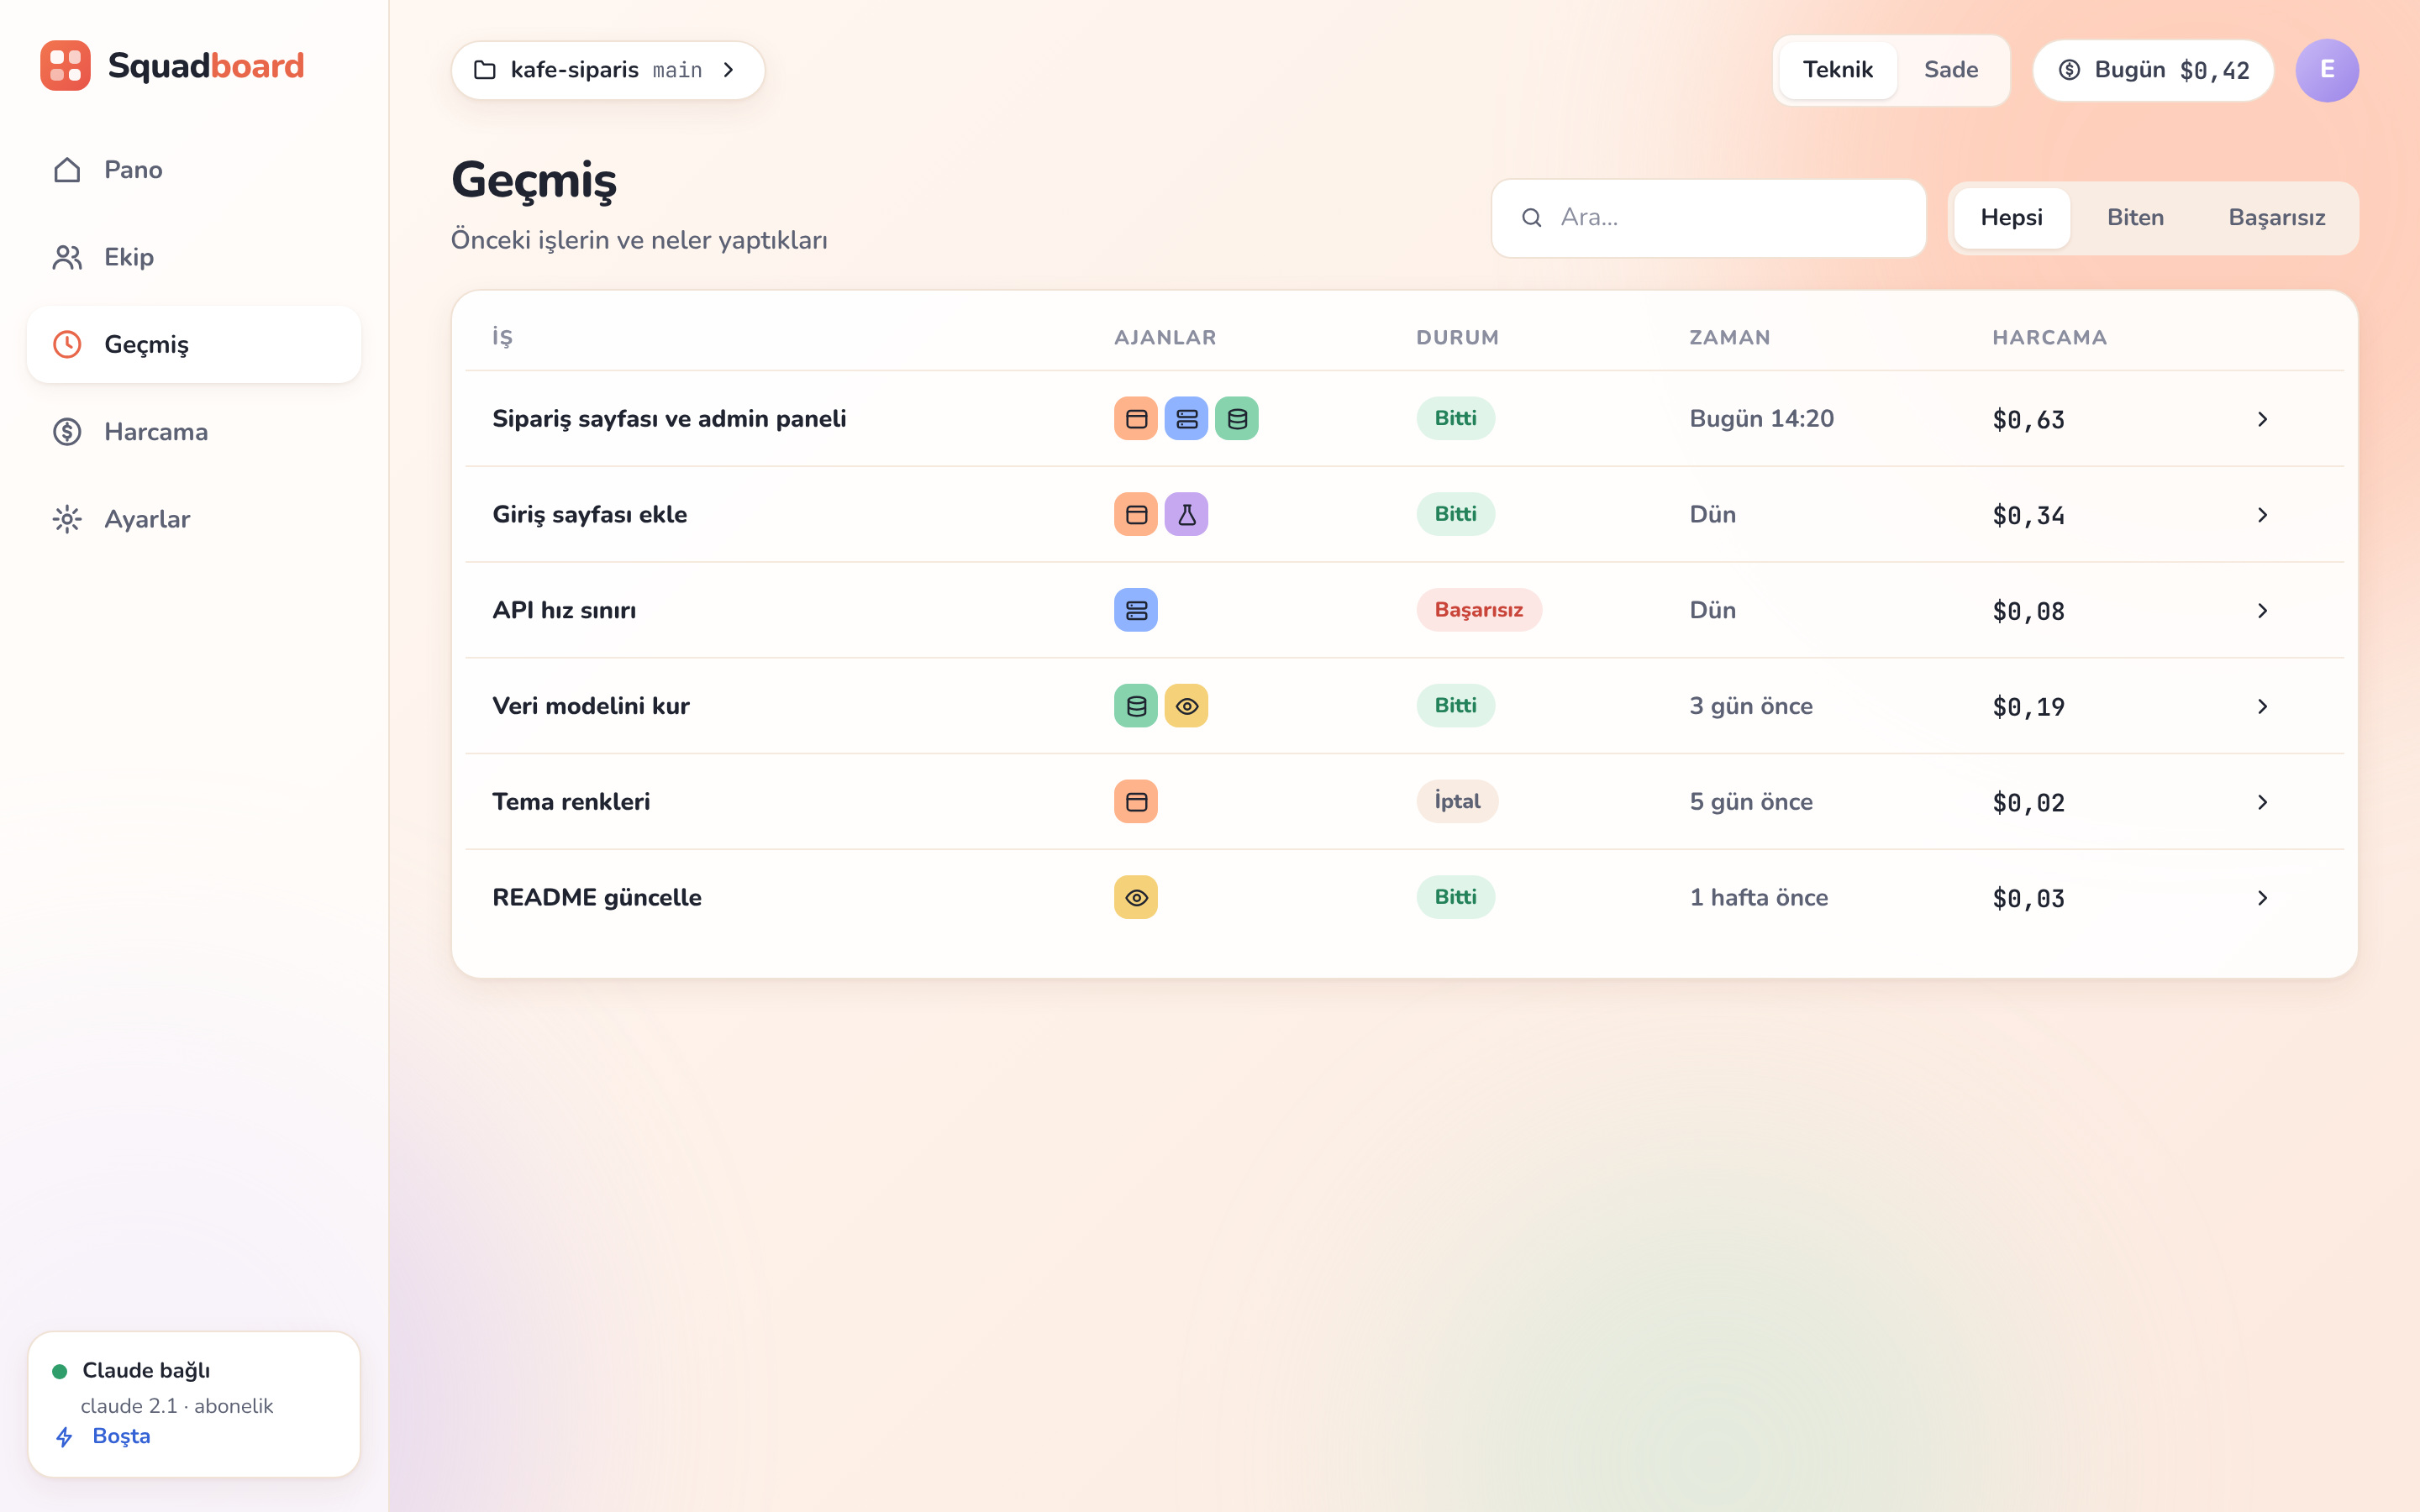 Squadboard
kafe-siparis main
Teknik Sade
Bugün $0,42
E
Pano
Ekip
Geçmiş
Harcama
Ayarlar
Geçmiş
Önceki işlerin ve neler yaptıkları
Ara...
Hepsi Biten Başarısız
İŞ AJANLAR DURUM ZAMAN HARCAMA
Sipariş sayfası ve admin paneli Bitti Bugün 14:20 $0,63
Giriş sayfası ekle Bitti Dün $0,34
API hız sınırı Başarısız Dün $0,08
Veri modelini kur Bitti 3 gün önce $0,19
Tema renkleri İptal 5 gün önce $0,02
README güncelle Bitti 1 hafta önce $0,03
Claude bağlı
claude 2.1 · abonelik
Boşta